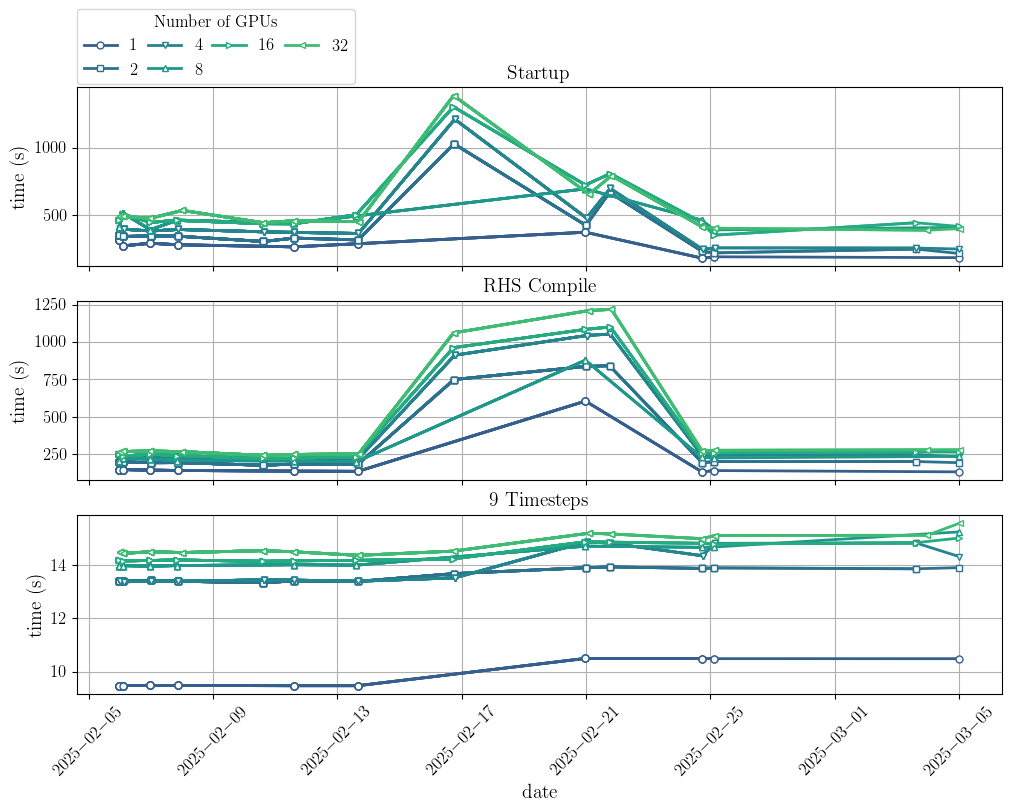 Number of GPUs
1 4 16 32
2 8
Startup
1000
500
time (s)
RHS Compile
1250
1000
750
500
250
time (s)
9 Timesteps
14
12
10
time (s)
2025−02−05 2025−02−09 2025−02−13 2025−02−17 2025−02−21 2025−02−25 2025−03−01 2025−03−05
date